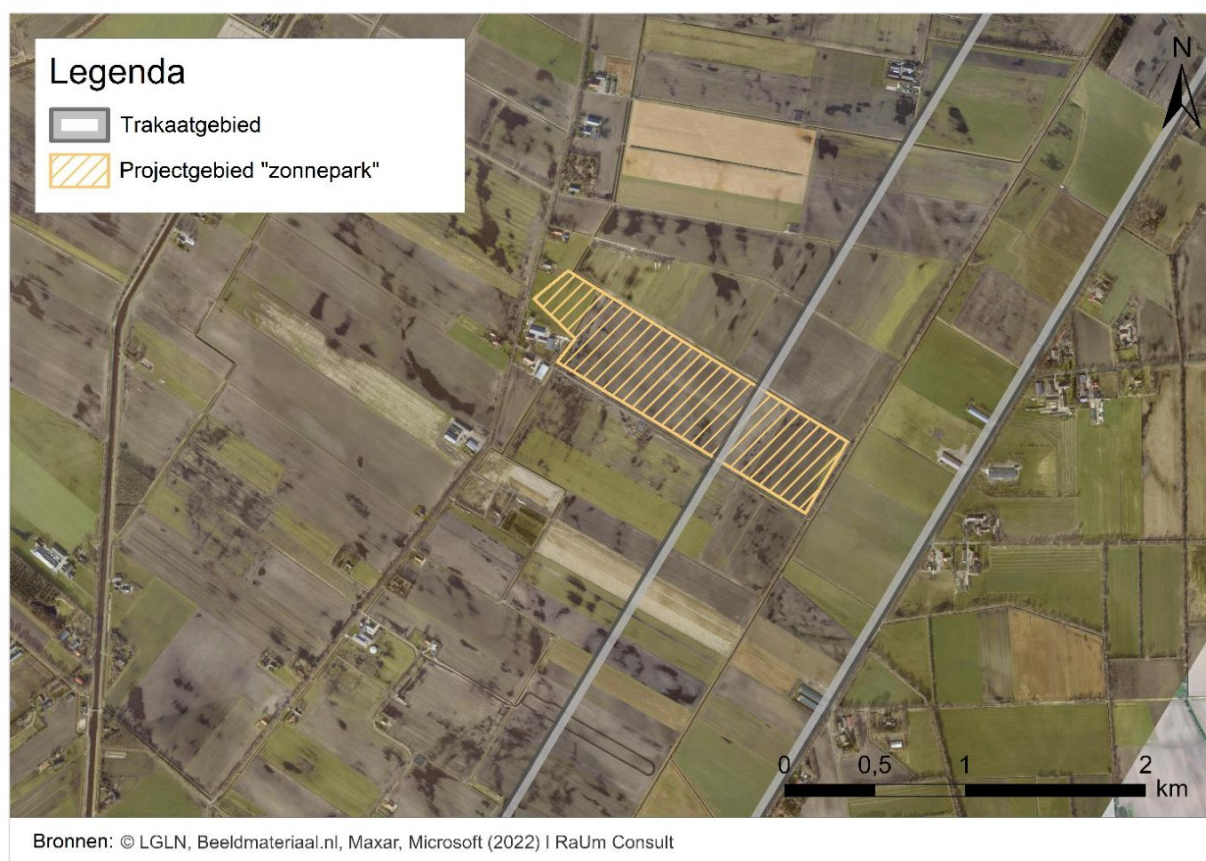 Legenda
Trakaatgebied
Projectgebied "zonnepark"
N
0 0,5 1 2
km
Bronnen: © LGLN, Beeldmateriaal.nl, Maxar, Microsoft (2022) I RaUm Consult